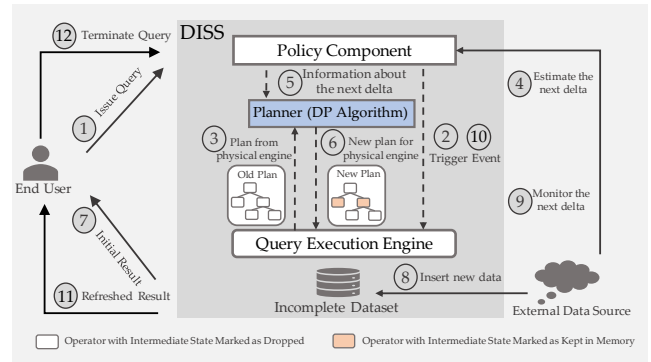 12 Terminate Query
DISS
Policy Component
1 Issue Query
5 Information about
the next delta
4 Estimate the
next delta
Planner (DP Algorithm)
3 Plan from
physical engine
6 New plan for
physical engine
2 10
Trigger Event
Old Plan
New Plan
End User
7 Initial Result
9 Monitor the
next delta
Query Execution Engine
8 Insert new data
11 Refreshed Result
Incomplete Dataset
External Data Source
Operator with Intermediate State Marked as Dropped
Operator with Intermediate State Marked as Kept in Memory